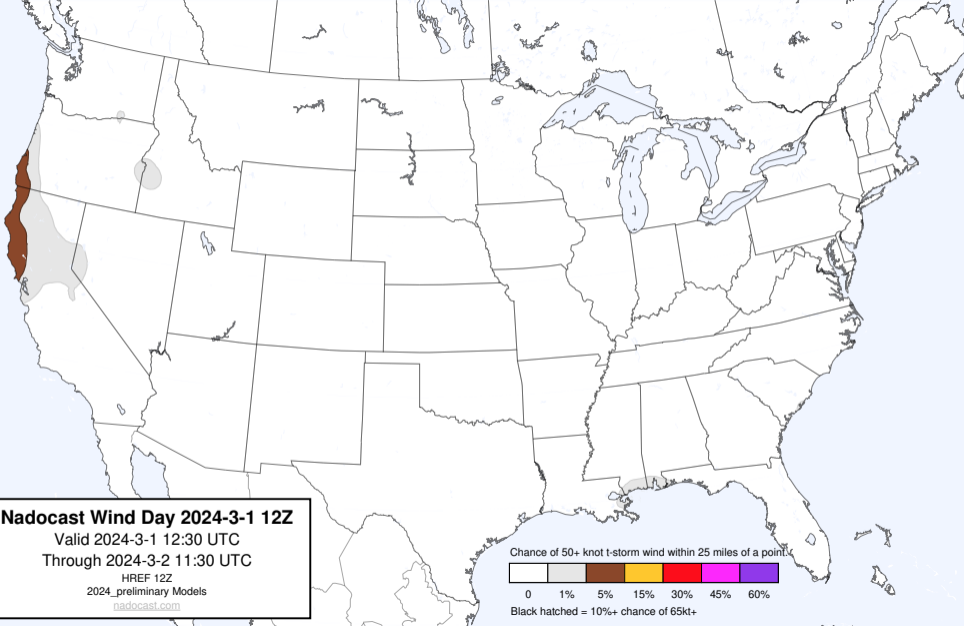 Nadocast Wind Day 2024-3-1 12Z
Valid 2024-3-1 12:30 UTC
Through 2024-3-2 11:30 UTC
HREF 12Z
2024_preliminary Models
nadocast.com
Chance of 50+ knot t-storm wind within 25 miles of a point.
0 1% 5% 15% 30% 45% 60%
Black hatched = 10%+ chance of 65kt+